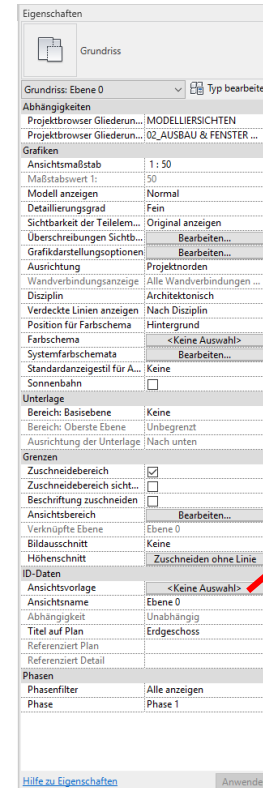 Eigenschaften
Grundriss
Grundriss: Ebene 0 Typ bearbeite
Abhängigkeiten
Projektbrowser Gliederun... MODELLIERSICHTEN
Projektbrowser Gliederun... 02_AUSBAU & FENSTER ...
Grafiken
Ansichtsmaßstab 1 : 50
Maßstabswert 1: 50
Modell anzeigen Normal
Detaillierungsgrad Fein
Sichtbarkeit der Teilelem... Original anzeigen
Überschreibungen Sichtb... Bearbeiten...
Grafikdarstellungsoptionen Bearbeiten...
Ausrichtung Projektnorden
Wandverbindungsanzeige Alle Wandverbindungen ...
Disziplin Architektonisch
Verdeckte Linien anzeigen Nach Disziplin
Position für Farbschema Hintergrund
Farbschema <Keine Auswahl>
Systemfarbschemata Bearbeiten...
Standardanzeigestil für A... Keine
Sonnenbahn
Unterlage
Bereich: Basisebene Keine
Bereich: Oberste Ebene Unbegrenzt
Ausrichtung der Unterlage Nach unten
Grenzen
Zuschneidebereich
Zuschneidebereich sicht...
Beschriftung zuschneiden
Ansichtsbereich Bearbeiten...
Verknüpfte Ebene Ebene 0
Bildausschnitt Keine
Höhenschnitt Zuschneiden ohne Linie
ID-Daten
Ansichtsvorlage <Keine Auswahl>
Ansichtsname Ebene 0
Abhängigkeit Unabhängig
Titel auf Plan Erdgeschoss
Referenziert Plan
Referenziert Detail
Phasen
Phasenfilter Alle anzeigen
Phase Phase 1
Hilfe zu Eigenschaften Anwende